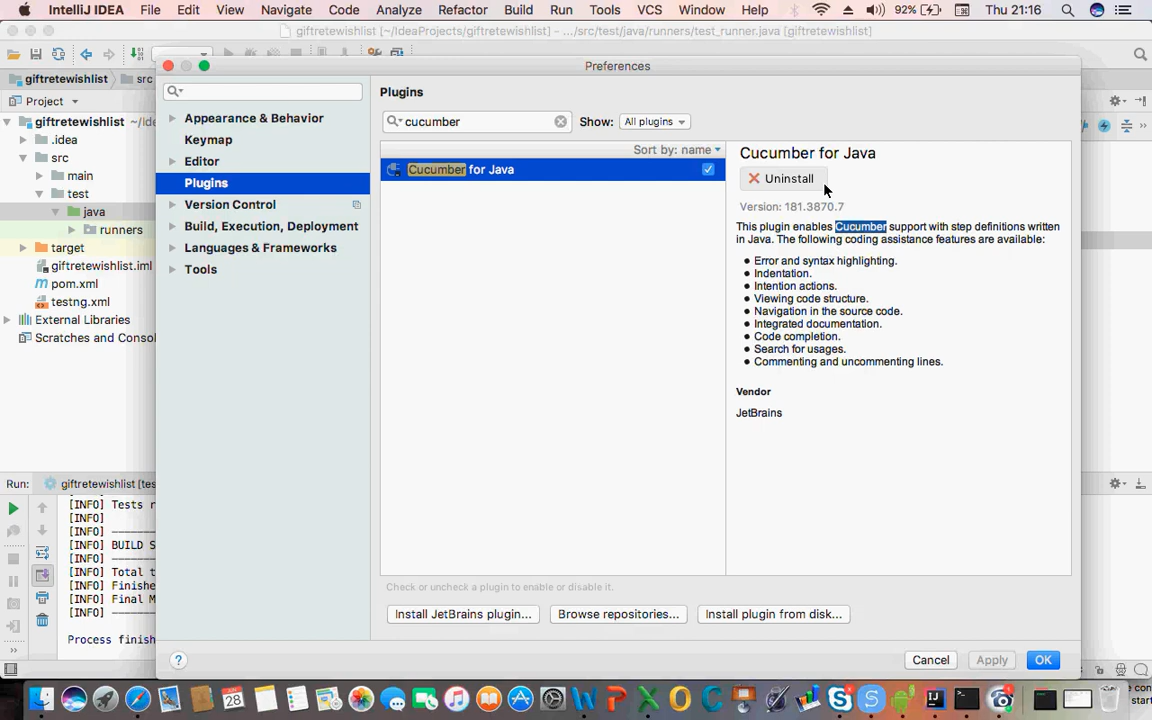 IntelliJ IDEA File Edit View Navigate Code Analyze Refactor Build Run Tools VCS Window Help 92% Thu 21:16
giftretewishlist [~/IdeaProjects/giftretewishlist] - .../src/test/java/runners/test_runner.java [giftretewishlist]
Preferences
giftretewishlist src
Project
giftretewishlist ~/Ide
.idea
src
main
test
java
runners
target
giftretewishlist.iml
pom.xml
testng.xml
External Libraries
Scratches and Consol
Appearance & Behavior
Keymap
Editor
Plugins
Version Control
Build, Execution, Deployment
Languages & Frameworks
Tools
Plugins
cucumber Show: All plugins
Sort by: name
Cucumber for Java
Cucumber for Java
Uninstall
Version: 181.3870.7
This plugin enables Cucumber support with step definitions written
in Java. The following coding assistance features are available:
• Error and syntax highlighting.
• Indentation.
• Intention actions.
• Viewing code structure.
• Navigation in the source code.
• Integrated documentation.
• Code completion.
• Search for usages.
• Commenting and uncommenting lines.
Vendor
JetBrains
Check or uncheck a plugin to enable or disable it.
Install JetBrains plugin... Browse repositories... Install plugin from disk...
? Cancel Apply OK
Run: giftretewishlist [tes
[INFO] Tests r
[INFO]
[INFO]
[INFO] BUILD S
[INFO]
[INFO] Total t
[INFO] Finishe
[INFO] Final M
[INFO]
Process finish